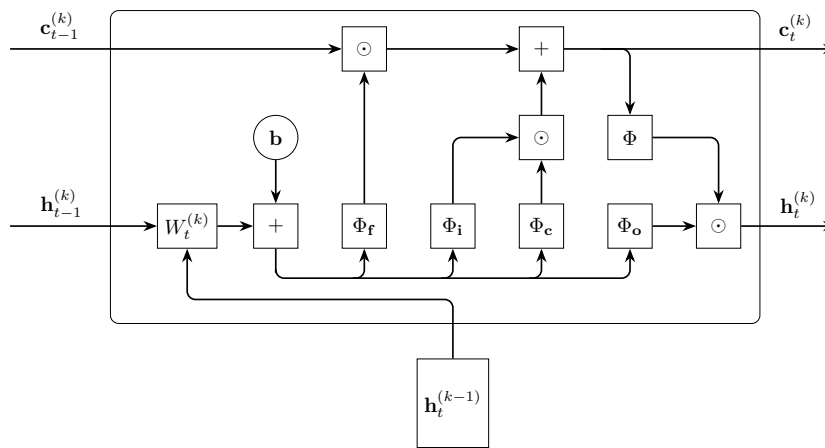 𝐜_{t−1}^{(k)} ⊙ + 𝐜_t^{(k)}
𝐛 ⊙ Φ
𝐡_{t−1}^{(k)} W_t^{(k)} + Φ_𝐟 Φ_𝐢 Φ_𝐜 Φ_𝐨 ⊙ 𝐡_t^{(k)}
𝐡_t^{(k−1)}